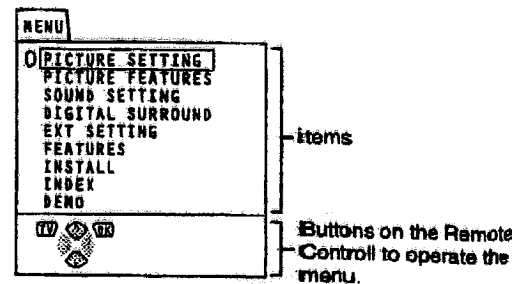 MENU
PICTURE SETTING
PICTURE FEATURES
SOUND SETTING
DIGITAL SURROUND
EXT SETTING
FEATURES
INSTALL
INDEX
DEMO
items
TV OK
Buttons on the Remote
Controll to operate the
menu.